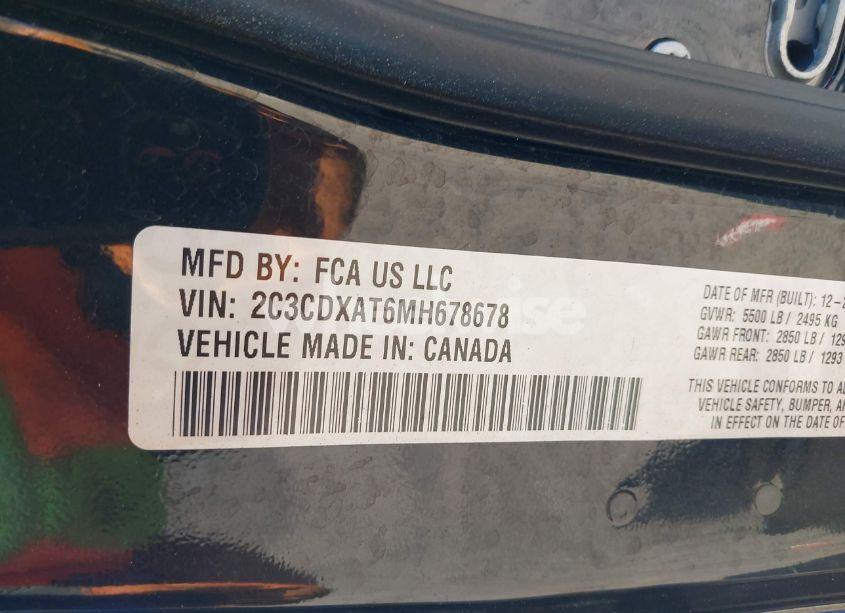 MFD BY: FCA US LLC
VIN: 2C3CDXAT6MH678678
VEHICLE MADE IN: CANADA
DATE OF MFR (BUILT): 12-2
GVWR: 5500 LB / 2495 KG
GAWR FRONT: 2850 LB / 129
GAWR REAR: 2850 LB / 1293
THIS VEHICLE CONFORMS TO AL
VEHICLE SAFETY, BUMPER, AN
IN EFFECT ON THE DATE OF